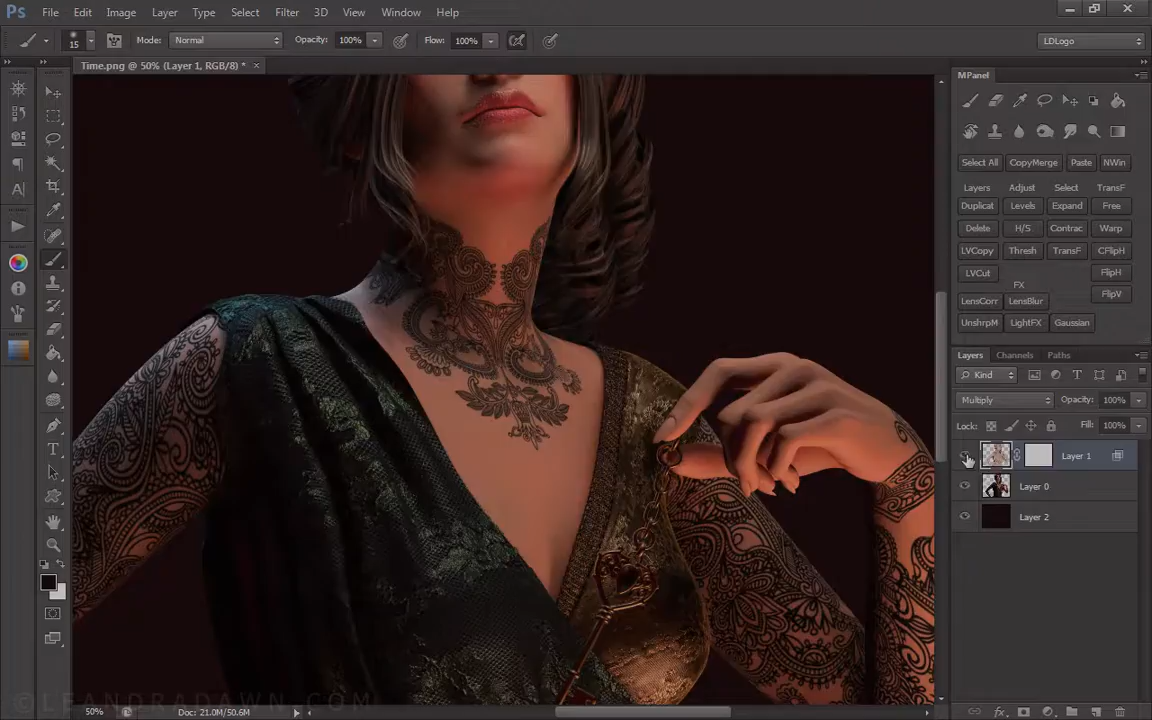 Ps File Edit Image Layer Type Select Filter 3D View Window Help
15 Mode: Normal Opacity: 100% Flow: 100% LDLogo
Time.png @ 50% (Layer 1, RGB/8) * ×
MPanel
Select All CopyMerge Paste NWin
Layers Adjust Select TransF
Duplicat Levels Expand Free
Delete H/S Contrac Warp
LVCopy Thresh TransF CFlipH
LVCut FlipH
FX
LensCorr LensBlur FlipV
UnshrpM LightFX Gaussian
Layers Channels Paths
Kind
Multiply Opacity: 100%
Lock: Fill: 100%
Layer 1
Layer 0
Layer 2
©LEANDRADAWN.COM
50% Doc: 21.0M/50.6M